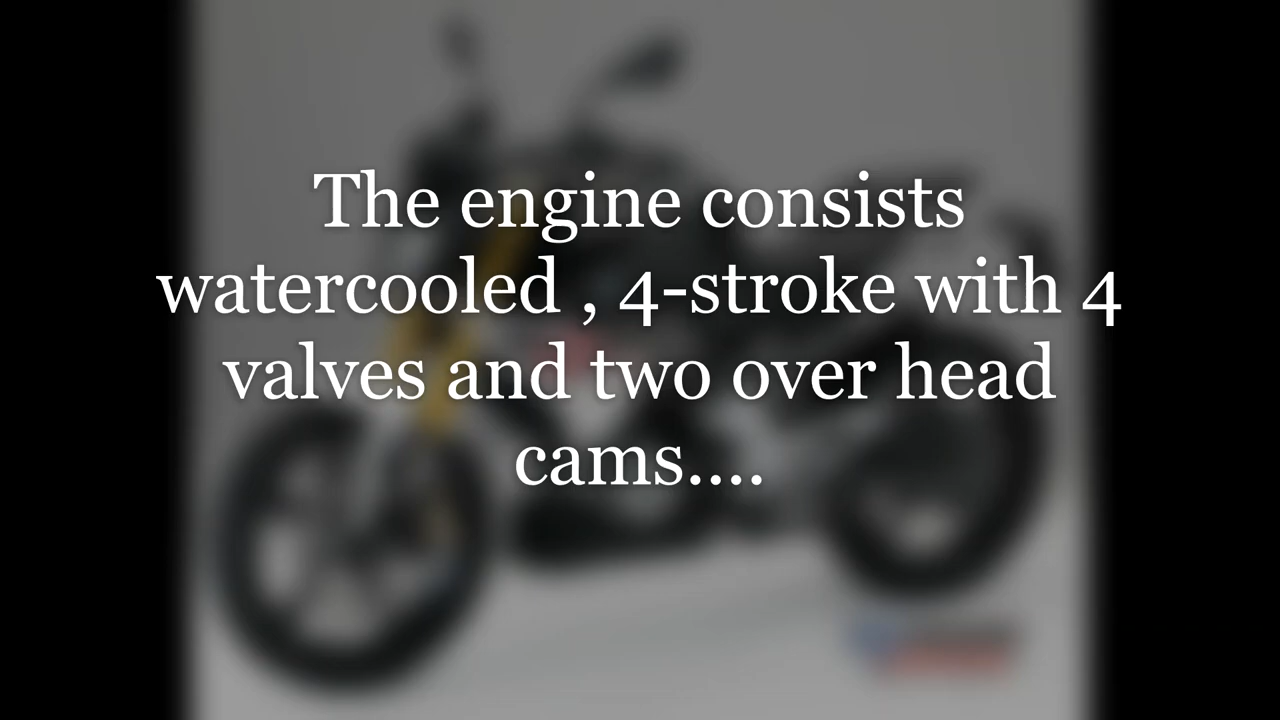 The engine consists
watercooled , 4-stroke with 4
valves and two over head
cams....